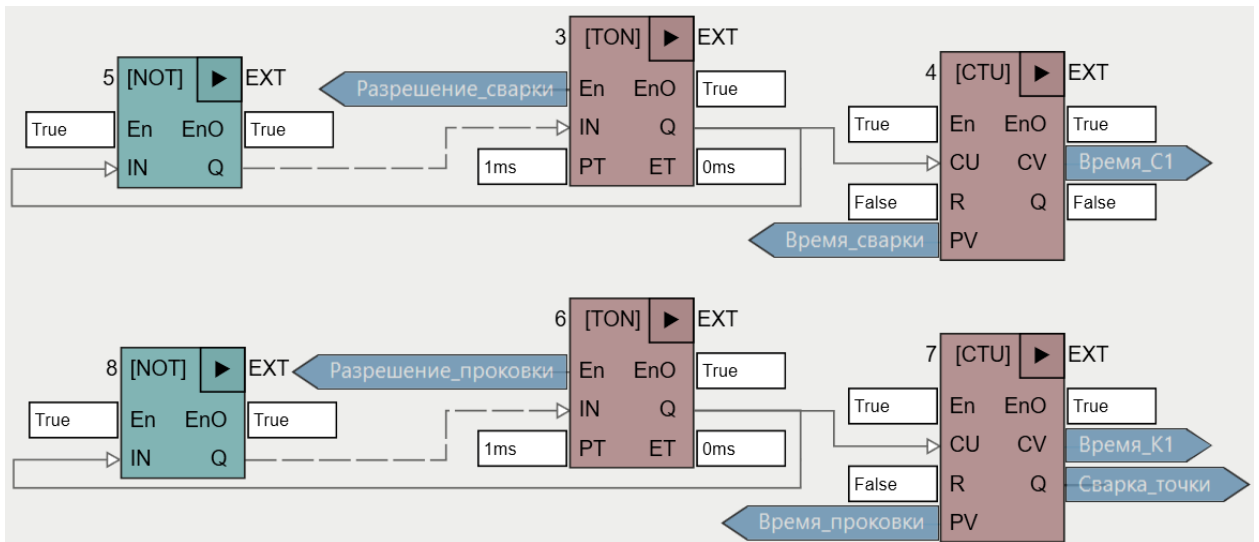 3 [TON] EXT
5 [NOT] EXT
4 [CTU] EXT
Разрешение_сварки En EnO True
True En EnO True
True En EnO True
IN Q
IN Q
CU CV Время_С1
1ms PT ET 0ms
False R Q False
Время_сварки PV
6 [TON] EXT
8 [NOT] EXT
7 [CTU] EXT
Разрешение_проковки En EnO True
True En EnO True
True En EnO True
IN Q
IN Q
CU CV Время_К1
1ms PT ET 0ms
False R Q Сварка_точки
Время_проковки PV